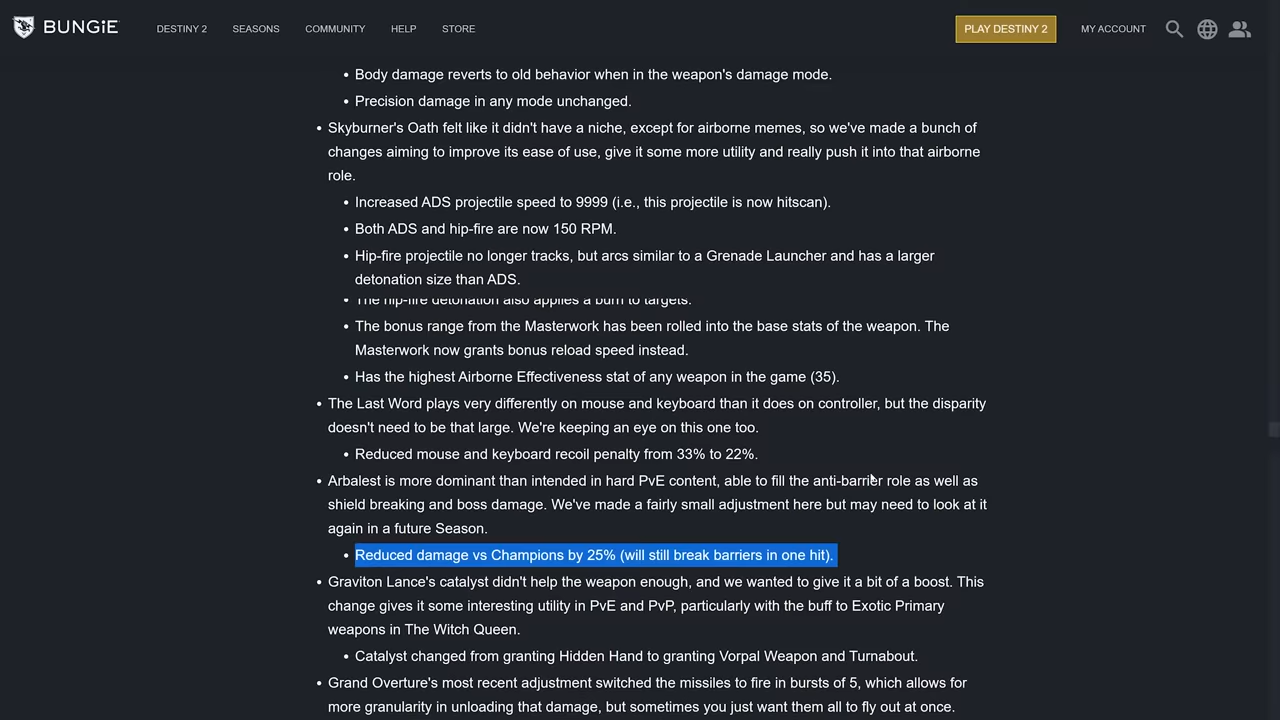 BUNGiE
DESTINY 2
SEASONS
COMMUNITY
HELP
STORE
PLAY DESTINY 2
MY ACCOUNT
• Body damage reverts to old behavior when in the weapon's damage mode.
• Precision damage in any mode unchanged.
• Skyburner's Oath felt like it didn't have a niche, except for airborne memes, so we've made a bunch of
changes aiming to improve its ease of use, give it some more utility and really push it into that airborne
role.
• Increased ADS projectile speed to 9999 (i.e., this projectile is now hitscan).
• Both ADS and hip-fire are now 150 RPM.
• Hip-fire projectile no longer tracks, but arcs similar to a Grenade Launcher and has a larger
detonation size than ADS.
• The hip-fire detonation also applies a burn to targets.
• The bonus range from the Masterwork has been rolled into the base stats of the weapon. The
Masterwork now grants bonus reload speed instead.
• Has the highest Airborne Effectiveness stat of any weapon in the game (35).
• The Last Word plays very differently on mouse and keyboard than it does on controller, but the disparity
doesn't need to be that large. We're keeping an eye on this one too.
• Reduced mouse and keyboard recoil penalty from 33% to 22%.
• Arbalest is more dominant than intended in hard PvE content, able to fill the anti-barrier role as well as
shield breaking and boss damage. We've made a fairly small adjustment here but may need to look at it
again in a future Season.
• Reduced damage vs Champions by 25% (will still break barriers in one hit).
• Graviton Lance's catalyst didn't help the weapon enough, and we wanted to give it a bit of a boost. This
change gives it some interesting utility in PvE and PvP, particularly with the buff to Exotic Primary
weapons in The Witch Queen.
• Catalyst changed from granting Hidden Hand to granting Vorpal Weapon and Turnabout.
• Grand Overture's most recent adjustment switched the missiles to fire in bursts of 5, which allows for
more granularity in unloading that damage, but sometimes you just want them all to fly out at once.